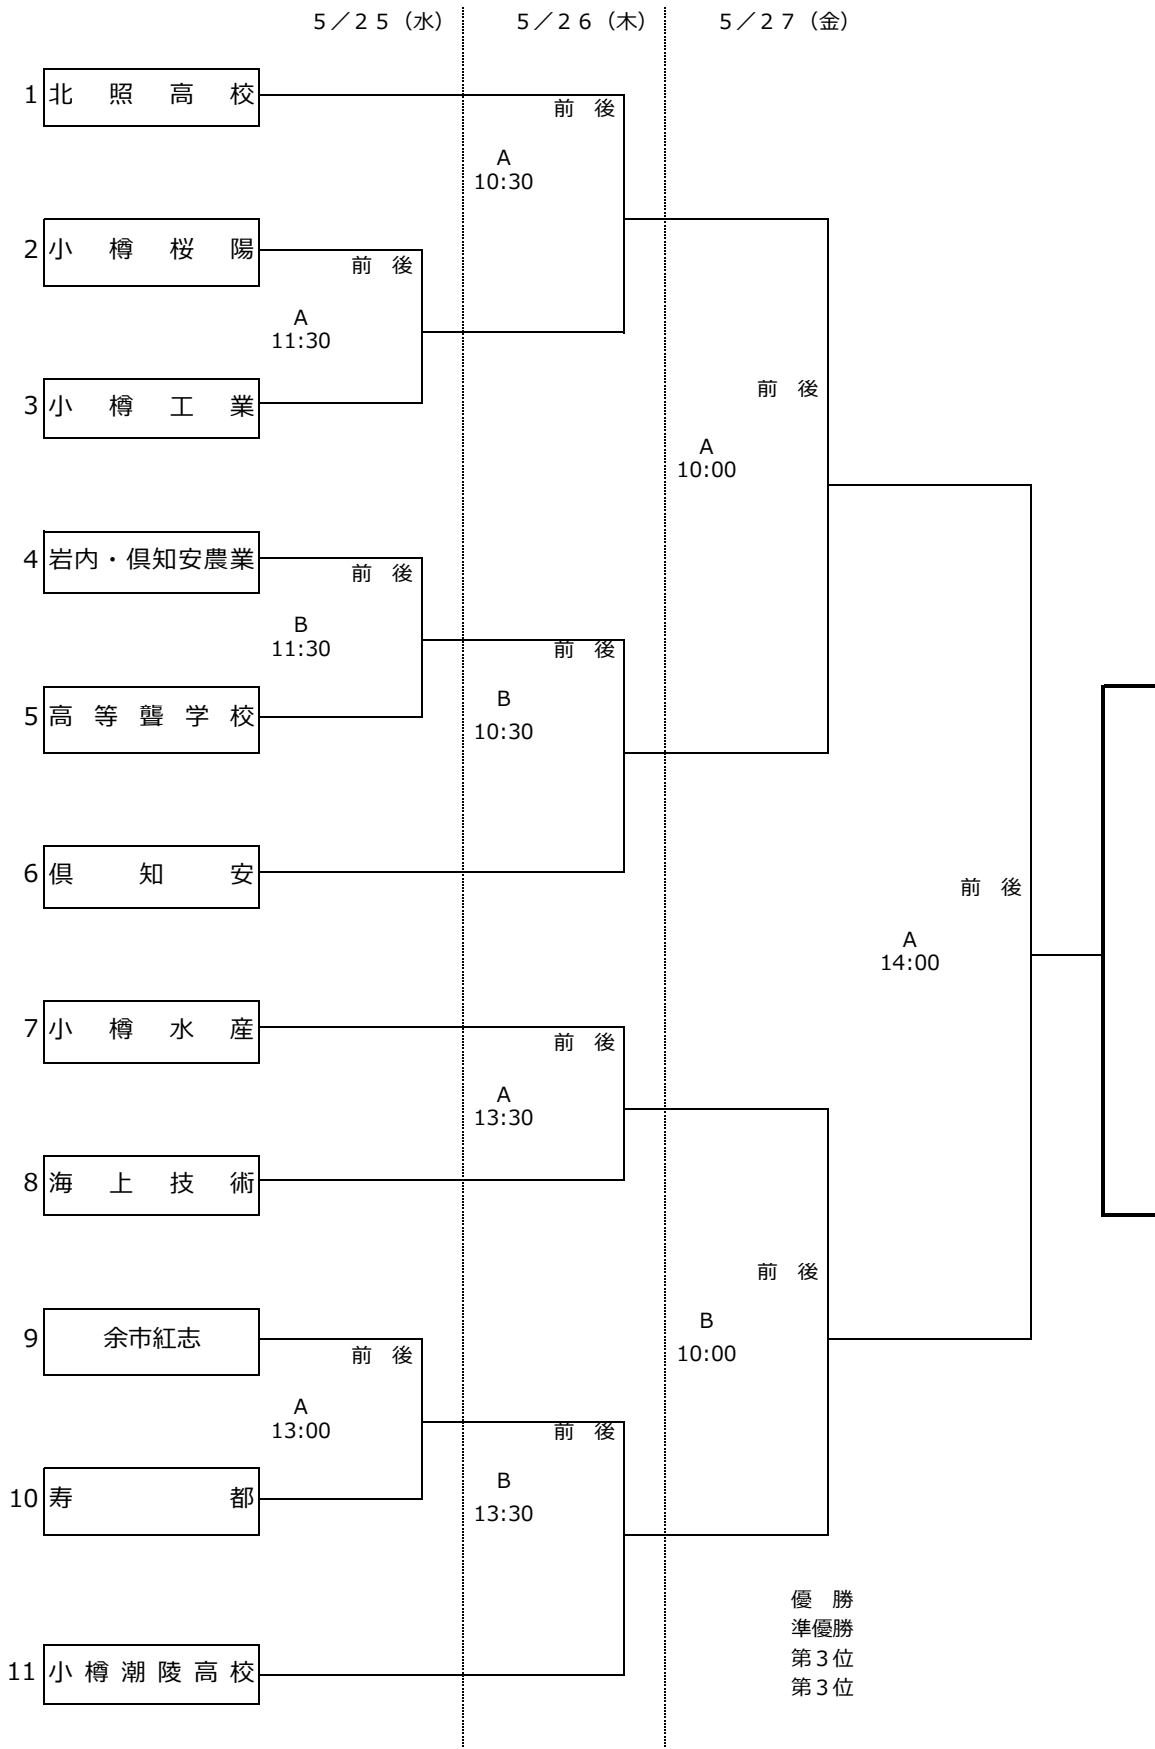 ５／２５（水） ５／２６（木） ５／２７（金）
1 北照高校
前 後
A
10:30
2 小樽桜陽
前 後
A
11:30
3 小樽工業
前 後
A
10:00
4 岩内・倶知安農業
前 後
B
11:30
前 後
5 高等聾学校
B
10:30
6 倶知安
前 後
A
14:00
7 小樽水産
前 後
A
13:30
8 海上技術
前 後
B
10:00
9 余市紅志
前 後
A
13:00
前 後
10 寿都
B
13:30
優 勝
準優勝
第３位
第３位
11 小樽潮陵高校